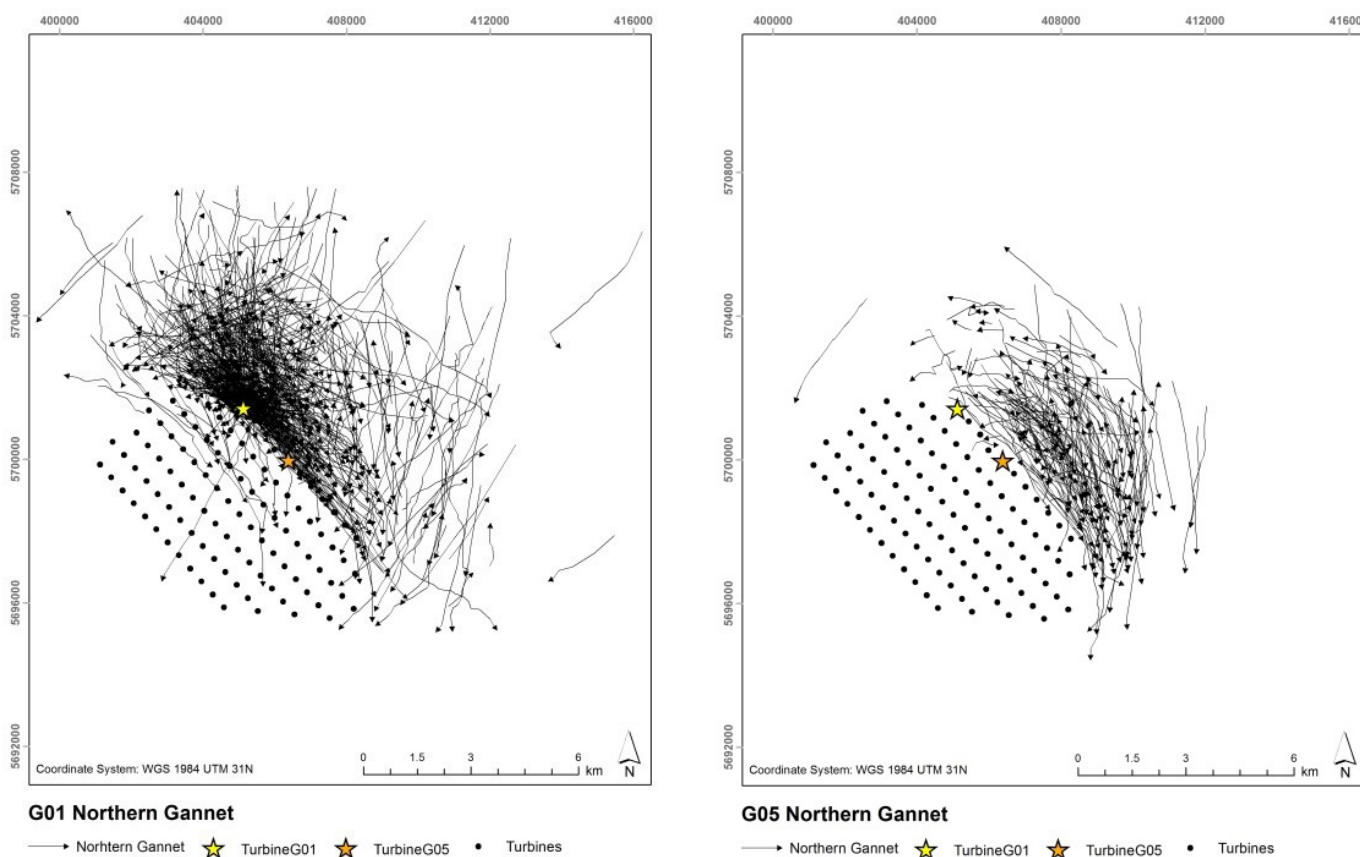 400000 404000 408000 412000 416000
5708000
5704000
5700000
5696000
5692000
0 1.5 3 6
km
N
Coordinate System: WGS 1984 UTM 31N
G01 Northern Gannet
Nohtern Gannet TurbineG01 TurbineG05 Turbines
400000 404000 408000 412000 41600
5708000
5704000
5700000
5696000
5692000
0 1.5 3 6
km
N
Coordinate System: WGS 1984 UTM 31N
G05 Northern Gannet
Northern Gannet TurbineG01 TurbineG05 Turbines